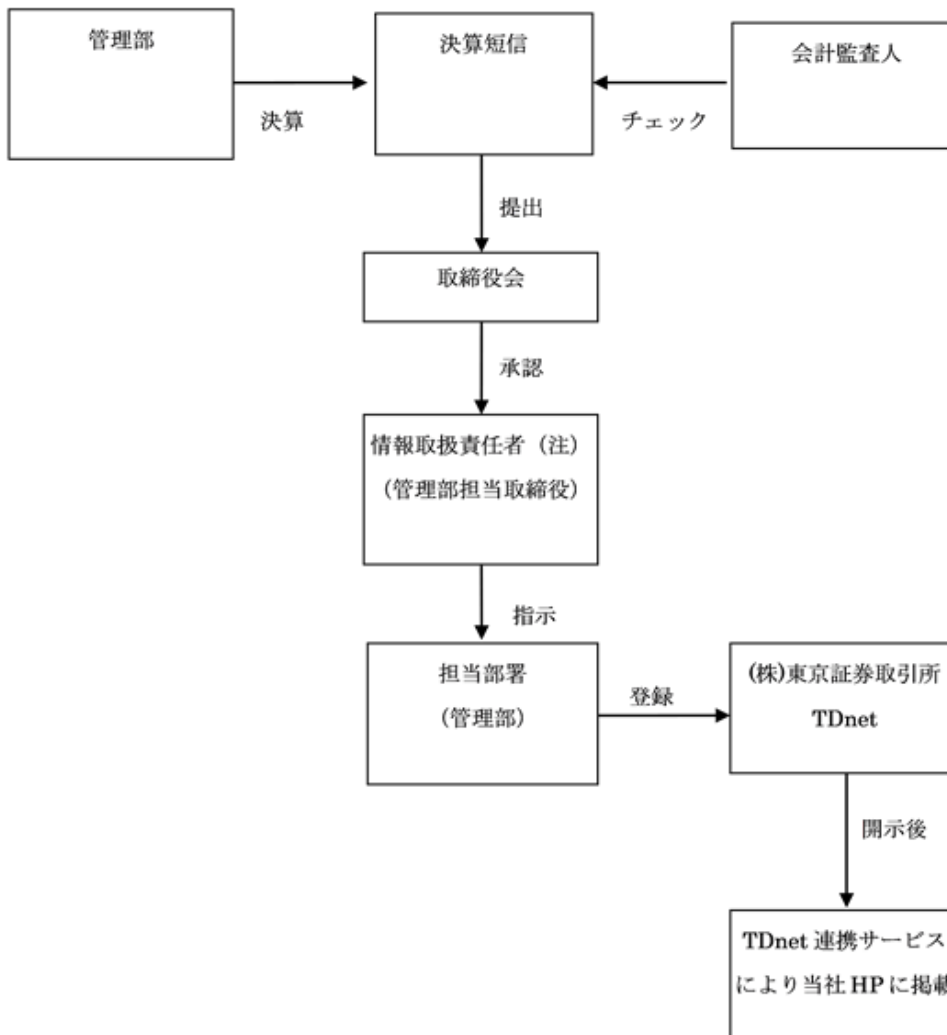 管理部
決算短信
会計監査人
決算
チェック
提出
取締役会
承認
情報取扱責任者（注）
（管理部担当取締役）
指示
担当部署
（管理部）
登録
(株)東京証券取引所
TDnet
開示後
TDnet 連携サービス
により当社 HP に掲載